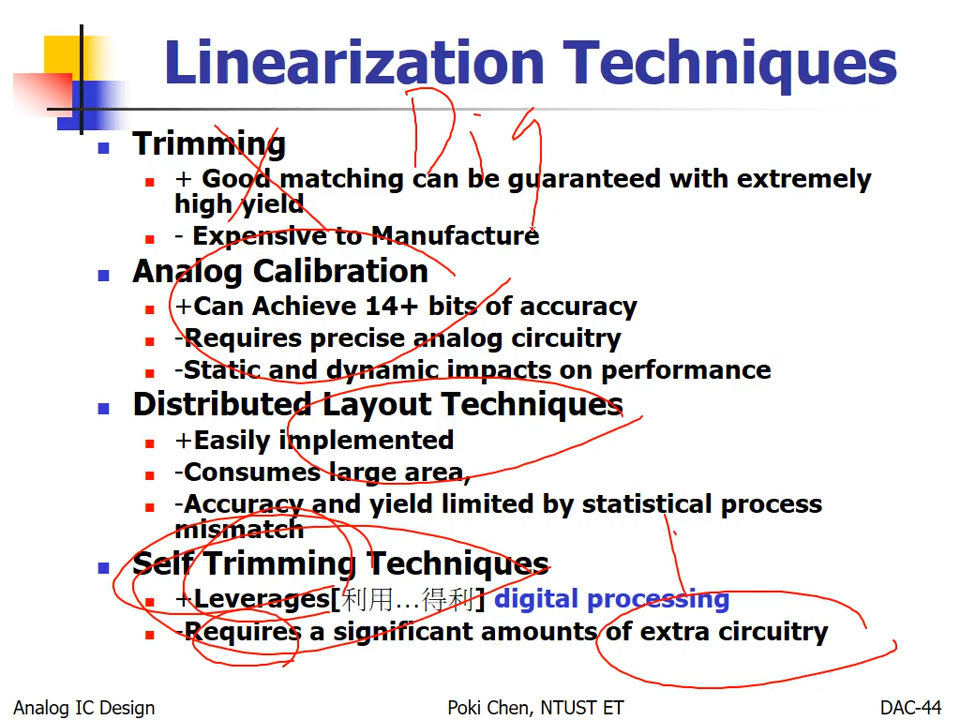 Linearization Techniques
Dig
Trimming
+ Good matching can be guaranteed with extremely
high yield
- Expensive to Manufacture
Analog Calibration
+Can Achieve 14+ bits of accuracy
-Requires precise analog circuitry
-Static and dynamic impacts on performance
Distributed Layout Techniques
+Easily implemented
-Consumes large area,
-Accuracy and yield limited by statistical process
mismatch
Self Trimming Techniques
+Leverages[利用...得利] digital processing
-Requires a significant amounts of extra circuitry
Analog IC Design Poki Chen, NTUST ET DAC-44